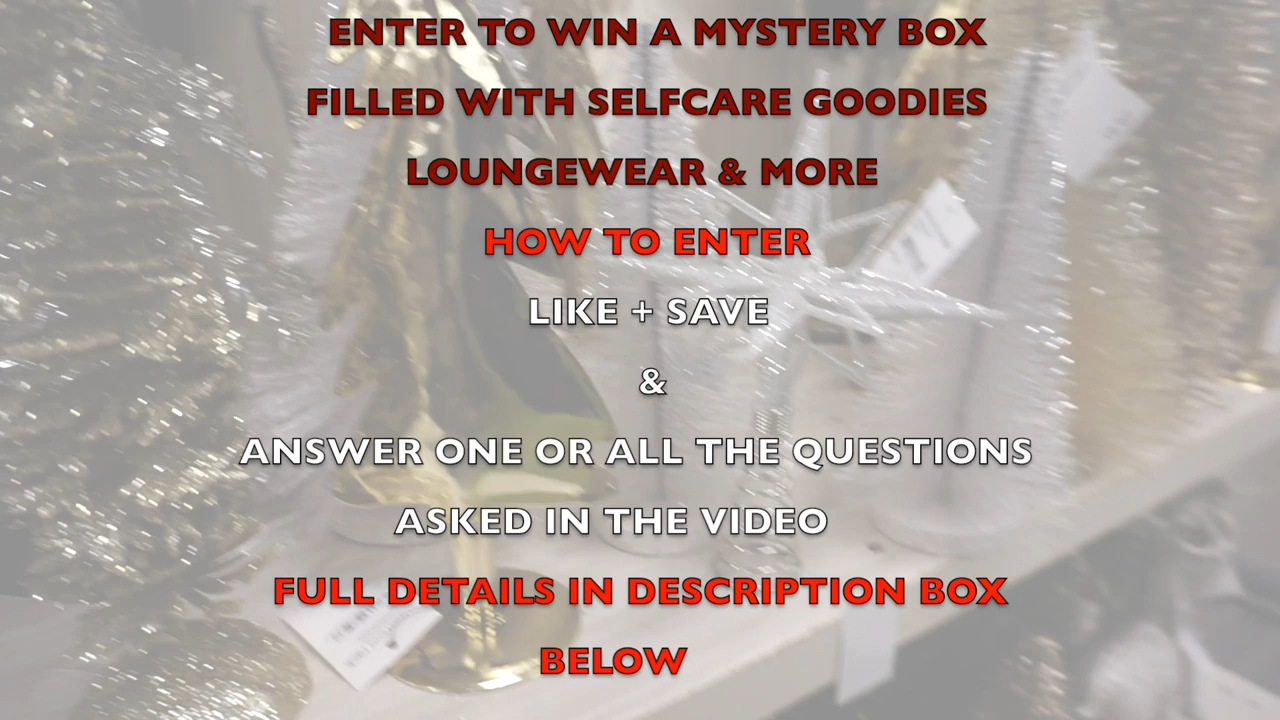 ENTER TO WIN A MYSTERY BOX
FILLED WITH SELFCARE GOODIES
LOUNGEWEAR & MORE
HOW TO ENTER
LIKE + SAVE
&
ANSWER ONE OR ALL THE QUESTIONS
ASKED IN THE VIDEO
FULL DETAILS IN DESCRIPTION BOX
BELOW